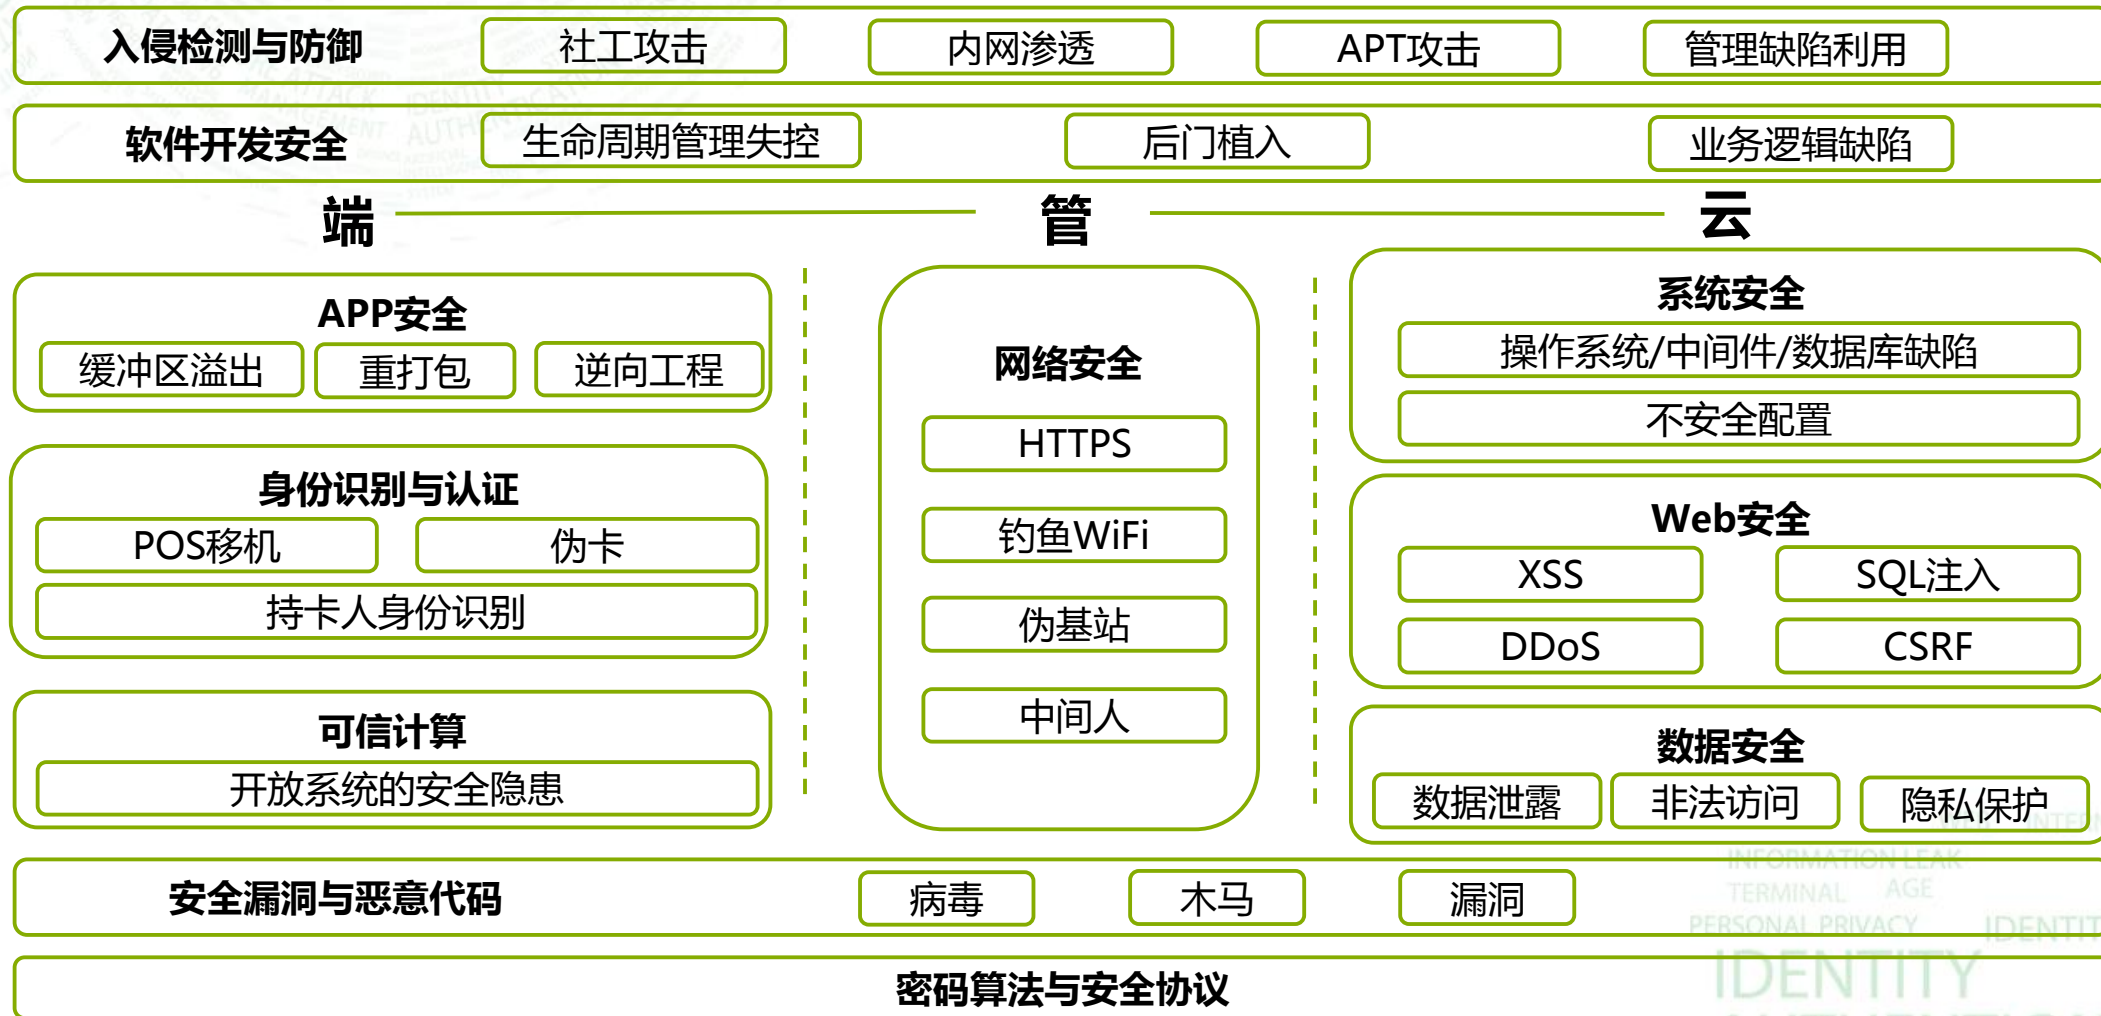 入侵检测与防御 社工攻击 内网渗透 APT攻击 管理缺陷利用
软件开发安全 生命周期管理失控 后门植入 业务逻辑缺陷
端 管 云
APP安全
缓冲区溢出 重打包 逆向工程
身份识别与认证
POS移机 伪卡
持卡人身份识别
可信计算
开放系统的安全隐患
网络安全
HTTPS
钓鱼WiFi
伪基站
中间人
系统安全
操作系统/中间件/数据库缺陷
不安全配置
Web安全
XSS SQL注入
DDoS CSRF
数据安全
数据泄露 非法访问 隐私保护
安全漏洞与恶意代码 病毒 木马 漏洞
密码算法与安全协议
INFORMATION LEAK
TERMINAL AGE
PERSONAL PRIVACY
IDENTITY